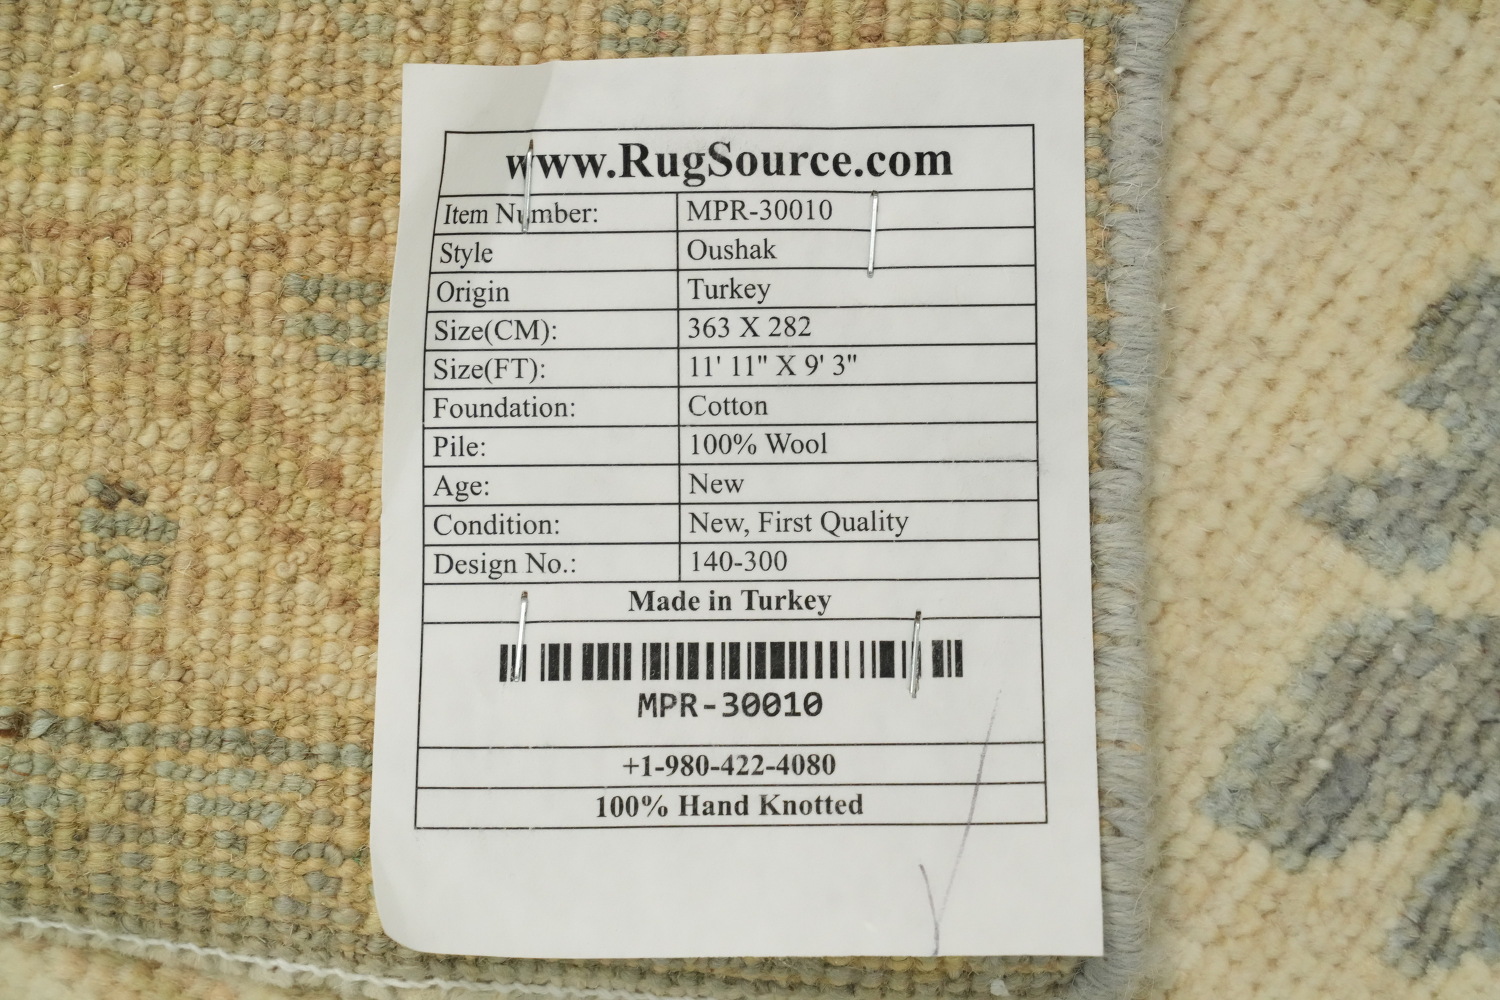 www.RugSource.com
Item Number: MPR-30010
Style Oushak
Origin Turkey
Size(CM): 363 X 282
Size(FT): 11' 11" X 9' 3"
Foundation: Cotton
Pile: 100% Wool
Age: New
Condition: New, First Quality
Design No.: 140-300
Made in Turkey
MPR-30010
+1-980-422-4080
100% Hand Knotted